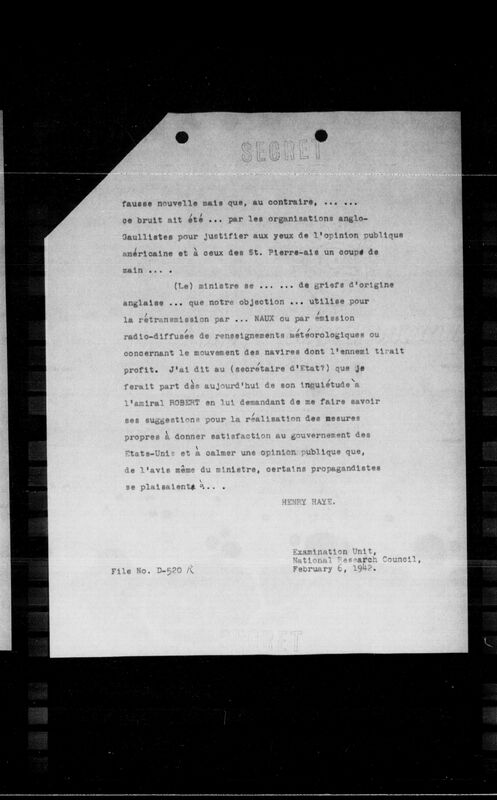 SECRET
fausse nouvelle mais que, au contraire, ... ...
ce bruit ait été ... par les organisations anglo-
Gaullistes pour justifier aux yeux de l'opinion publique
américaine et à ceux des St. Pierre-ais un coup de
main ... .
(Le) ministre se ... ... de griefs d'origine
anglaise ... que notre objection ... utilise pour
la rétransmission par ... NAUX ou par émission
radio-diffusée de renseignements météorologiques ou
concernant le mouvement des navires dont l'ennemi tirait
profit. J'ai dit au (secrétaire d'Etat?) que je
ferait part dès aujourd'hui de son inquiétude à
l'amiral ROBERT en lui demandant de me faire savoir
ses suggestions pour la réalisation des mesures
propres à donner satisfaction au gouvernement des
Etats-Unis et à calmer une opinion publique que,
de l'avis même du ministre, certains propagandistes
se plaisaient à... .
HENRY HAYE.
Examination Unit,
National Research Council,
File No. D-520 R
February 6, 1942.
SECRET